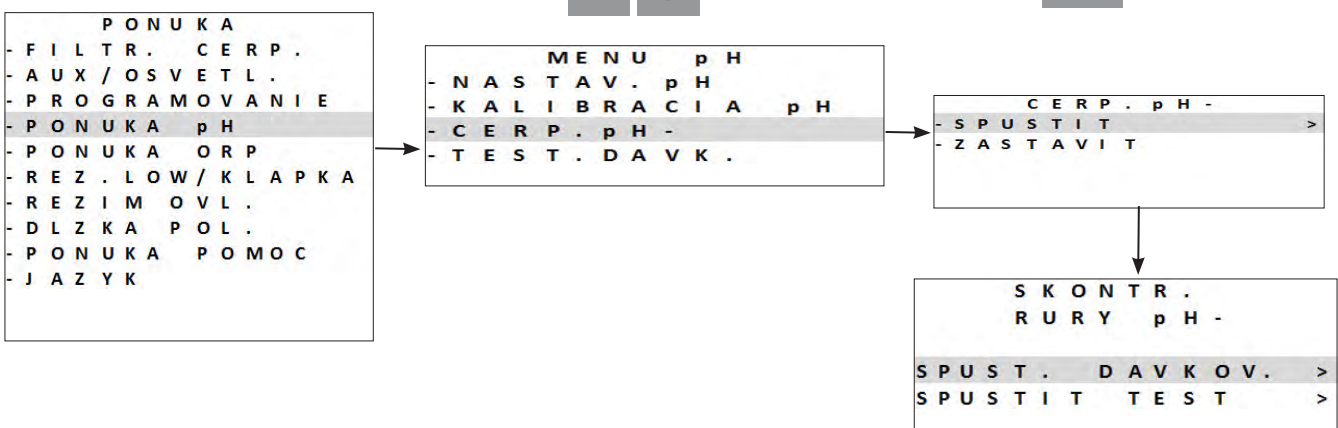 PONUKA
- FILTR. CERP.
- AUX/OSVETL.
- PROGRAMOVANIE
- PONUKA pH
- PONUKA ORP
- REZ.LOW/KLAPKA
- REZIM OVL.
- DLZKA POL.
- PONUKA POMOC
- JAZYK
MENU pH
- NASTAV. pH
- KALIBRACIA pH
- CERP.pH-
- TEST.DAVK.
CERP.pH-
- SPUSTIT >
- ZASTAVIT
SKONTR.
RURY pH-
SPUST. DAVKOV. >
SPUSTIT TEST >